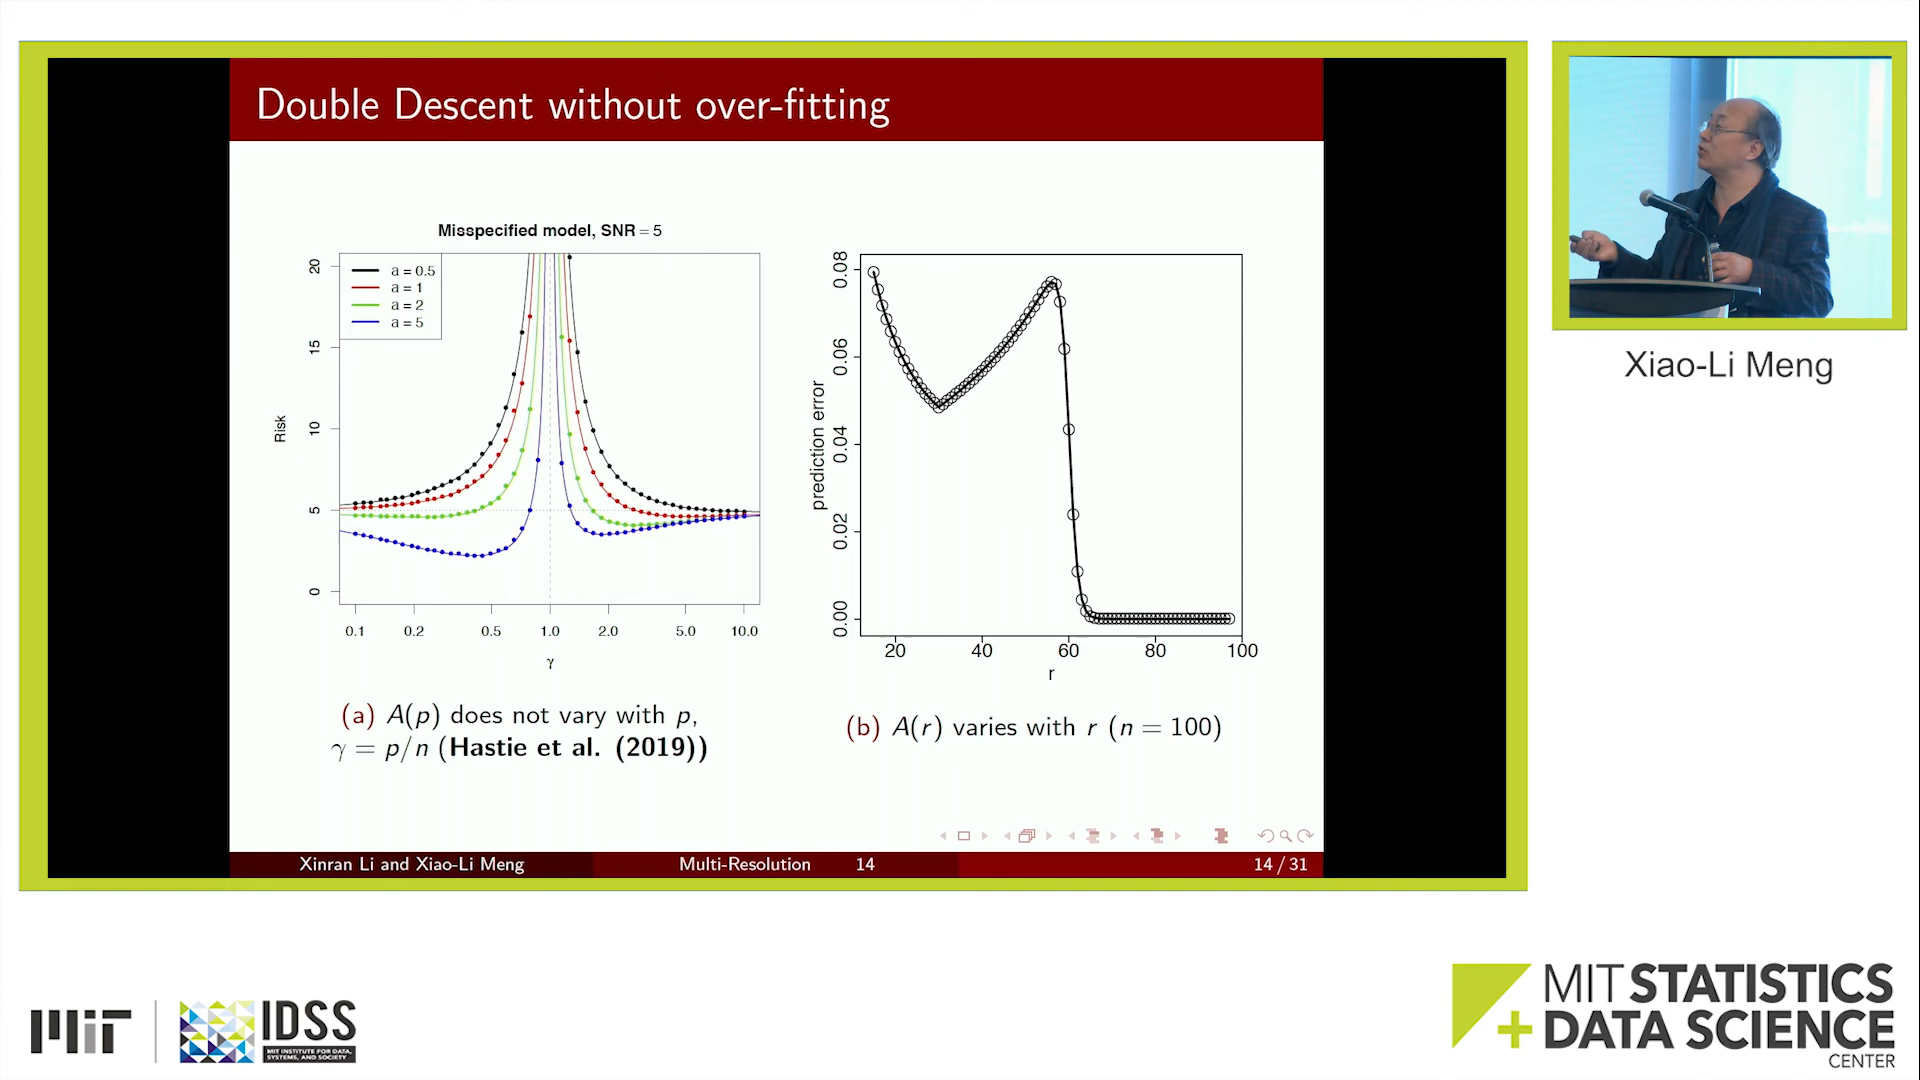 Double Descent without over-fitting
Misspecified model, SNR = 5
a = 0.5
a = 1
a = 2
a = 5
Risk
20
15
10
5
0
0.1 0.2 0.5 1.0 2.0 5.0 10.0
γ
(a) A(p) does not vary with p,
γ = p/n (Hastie et al. (2019))
prediction error
0.08
0.06
0.04
0.02
0.00
20 40 60 80 100
r
(b) A(r) varies with r (n = 100)
Xinran Li and Xiao-Li Meng
Multi-Resolution 14
14 / 31
Xiao-Li Meng
MIT
IDSS
MIT INSTITUTE FOR DATA,
SYSTEMS, AND SOCIETY
MIT STATISTICS
+ DATA SCIENCE
CENTER